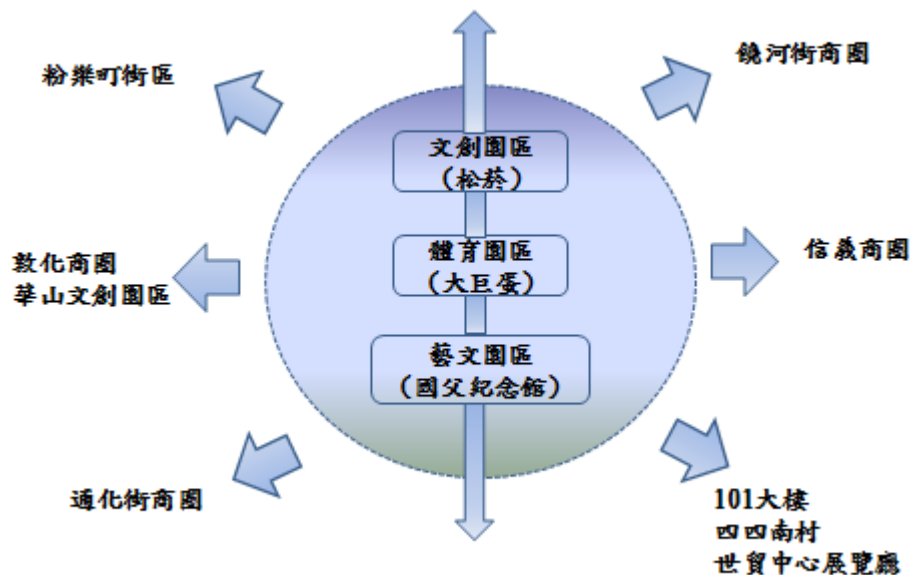 粉樂町街區
饒河街商圈
文創園區
(松菸)
體育園區
(大巨蛋)
敦化商圈
華山文創園區
信義商圈
藝文園區
(國父紀念館)
通化街商圈
101大樓
四四南村
世貿中心展覽廳